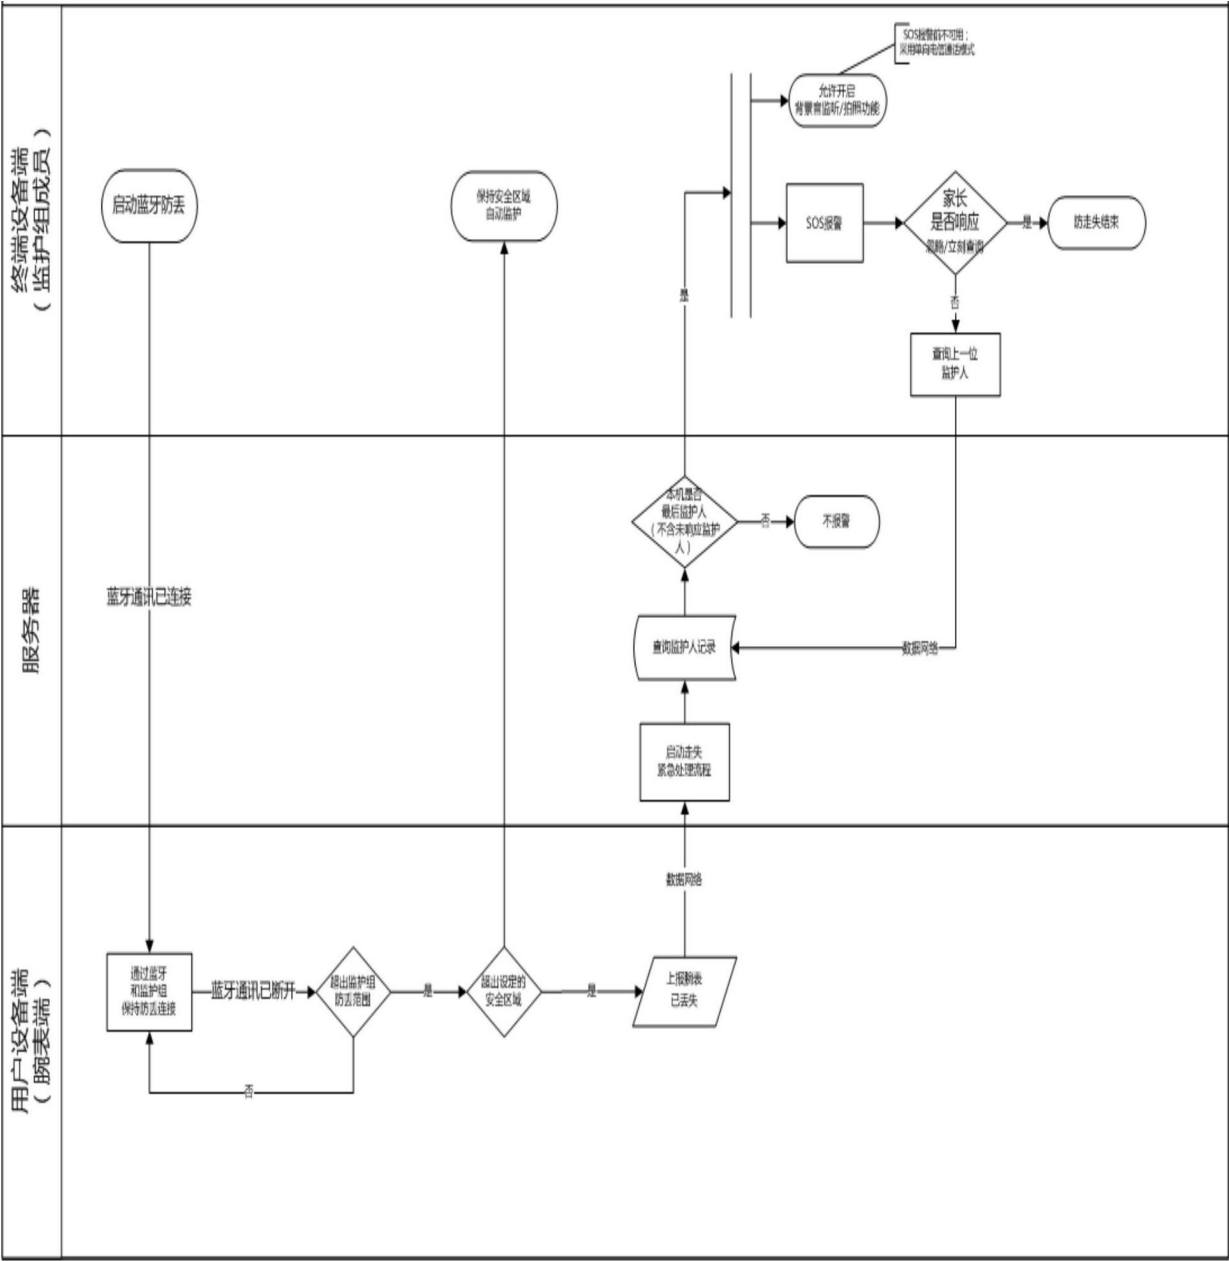 终端设备端
（监护组成员）
启动蓝牙防丢
保持安全区域
自动监护
SOS报警前不可用；
采用单向电信通话模式
允许开启
背景音监听/拍照功能
SOS报警
家长
是否响应
忽略/立刻查询
是
防走失结束
是
否
查询上一位
监护人
服务器
蓝牙通讯已连接
本机是否
最后监护人
（不含未响应监护
人）
否
不报警
查询监护人记录
数据网络
启动走失
紧急处理流程
数据网络
用户设备端
（腕表端）
通过蓝牙
和监护组
保持防丢连接
蓝牙通讯已断开
超出监护组
防丢范围
是
超出设定的
安全区域
是
上报腕表
已丢失
否